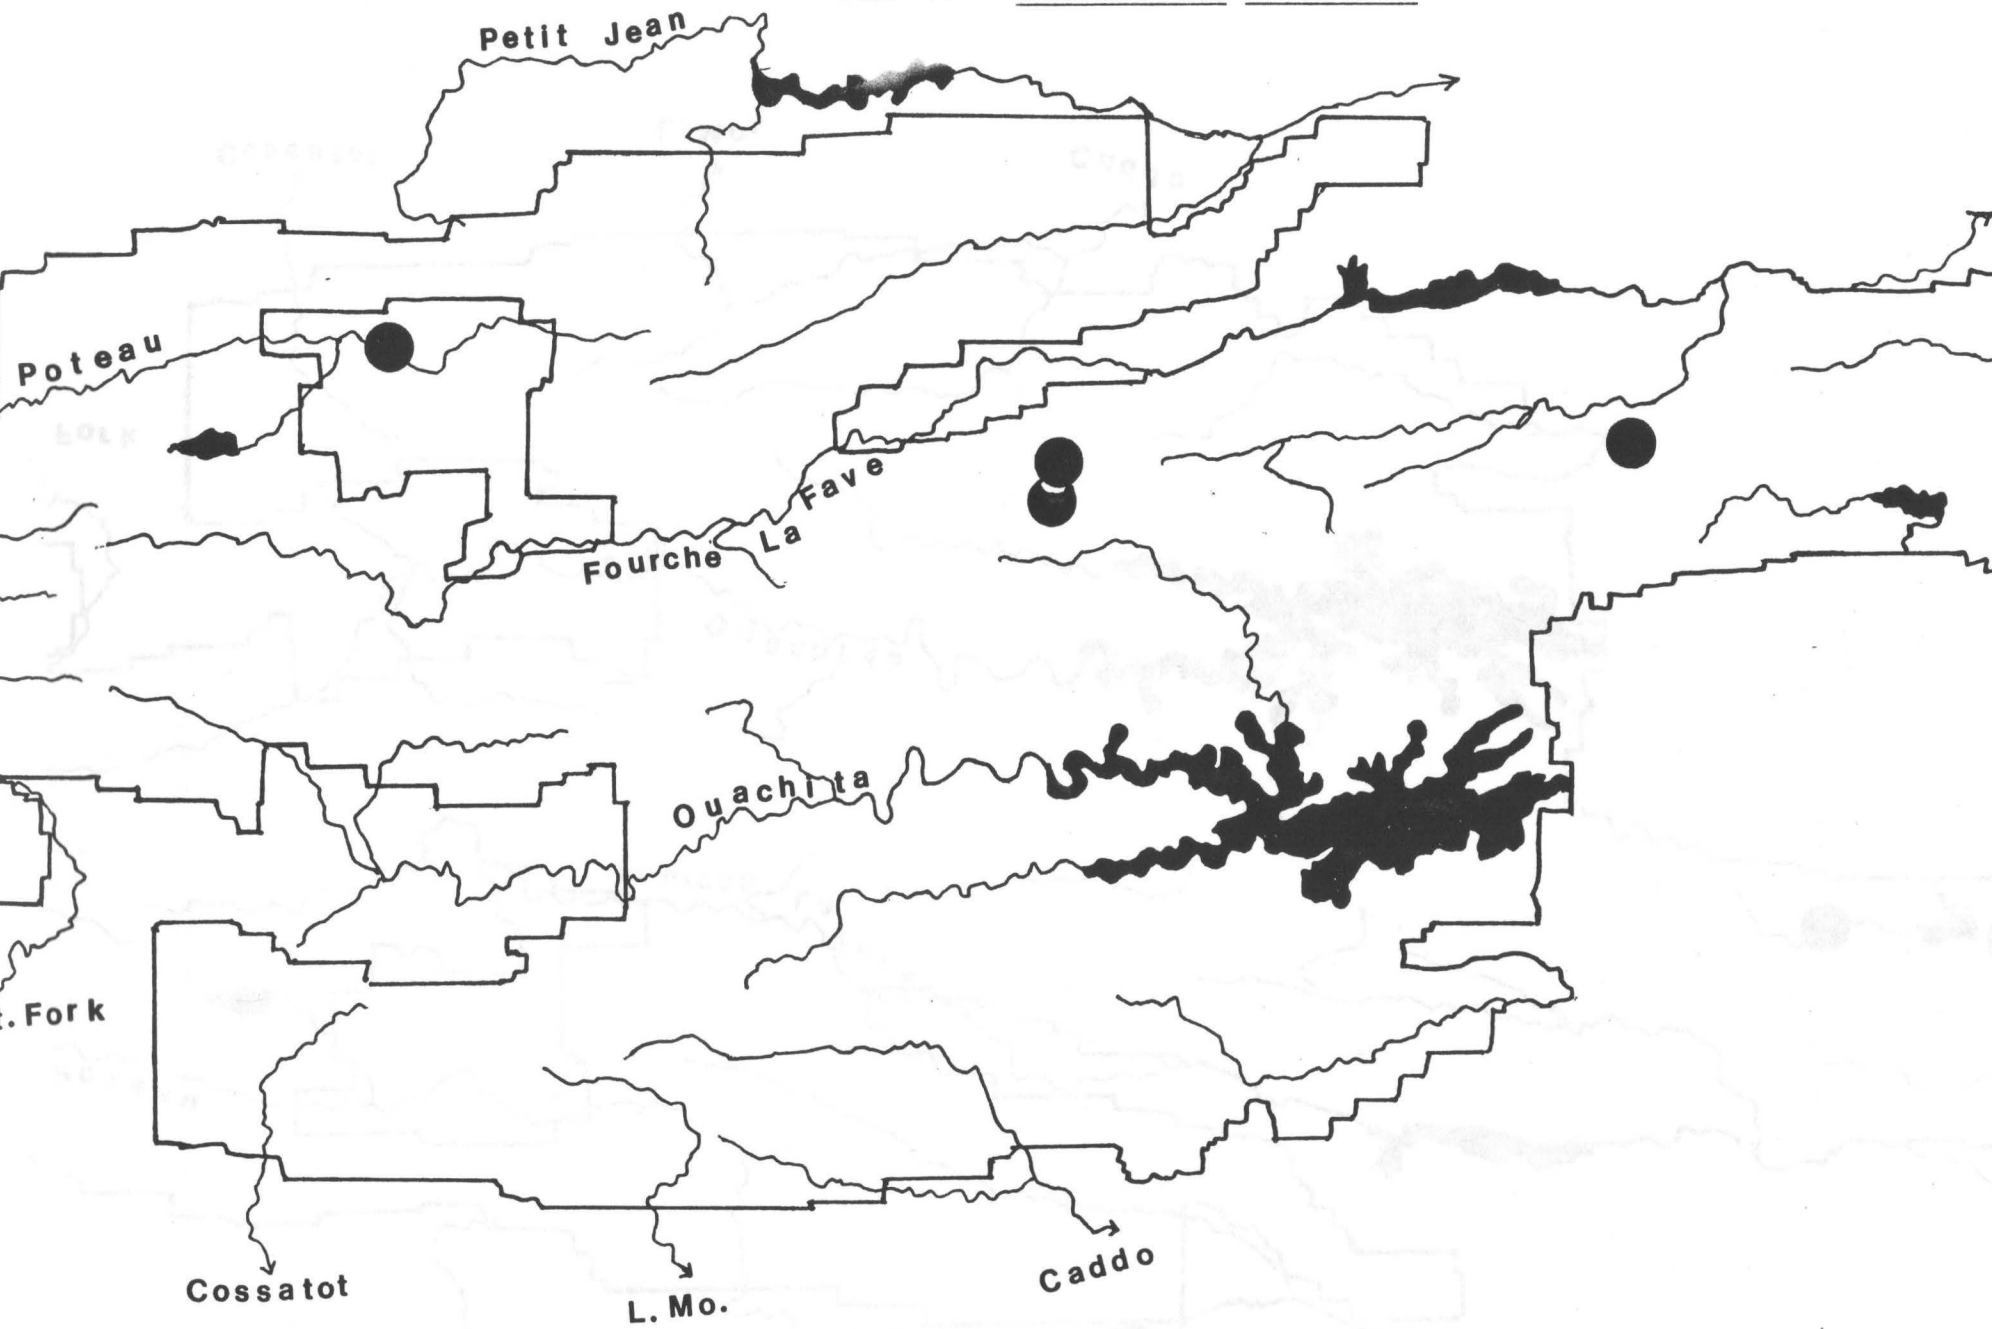 Petit Jean
Poteau
Fourche La Fave
Ouachita
t. Fork
Cossatot
L. Mo.
Caddo